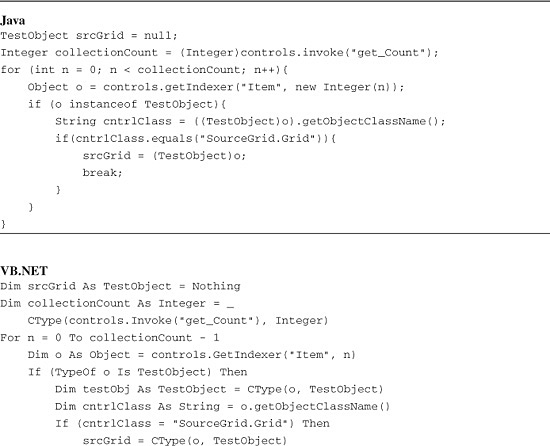 Java
TestObject srcGrid = null;
Integer collectionCount = (Integer)controls.invoke("get_Count");
for (int n = 0; n < collectionCount; n++){
    Object o = controls.getIndexer("Item", new Integer(n));
    if (o instanceof TestObject){
        String cntrlClass = ((TestObject)o).getObjectClassName();
        if(cntrlClass.equals("SourceGrid.Grid")){
            srcGrid = (TestObject)o;
            break;
        }
    }
}
VB.NET
Dim srcGrid As TestObject = Nothing
Dim collectionCount As Integer = _
    CType(controls.Invoke("get_Count"), Integer)
For n = 0 To collectionCount - 1
    Dim o As Object = controls.GetIndexer("Item", n)
    If (TypeOf o Is TestObject) Then
        Dim testObj As TestObject = CType(o, TestObject)
        Dim cntrlClass As String = o.getObjectClassName()
        If (cntrlClass = "SourceGrid.Grid") Then
            srcGrid = CType(o, TestObject)